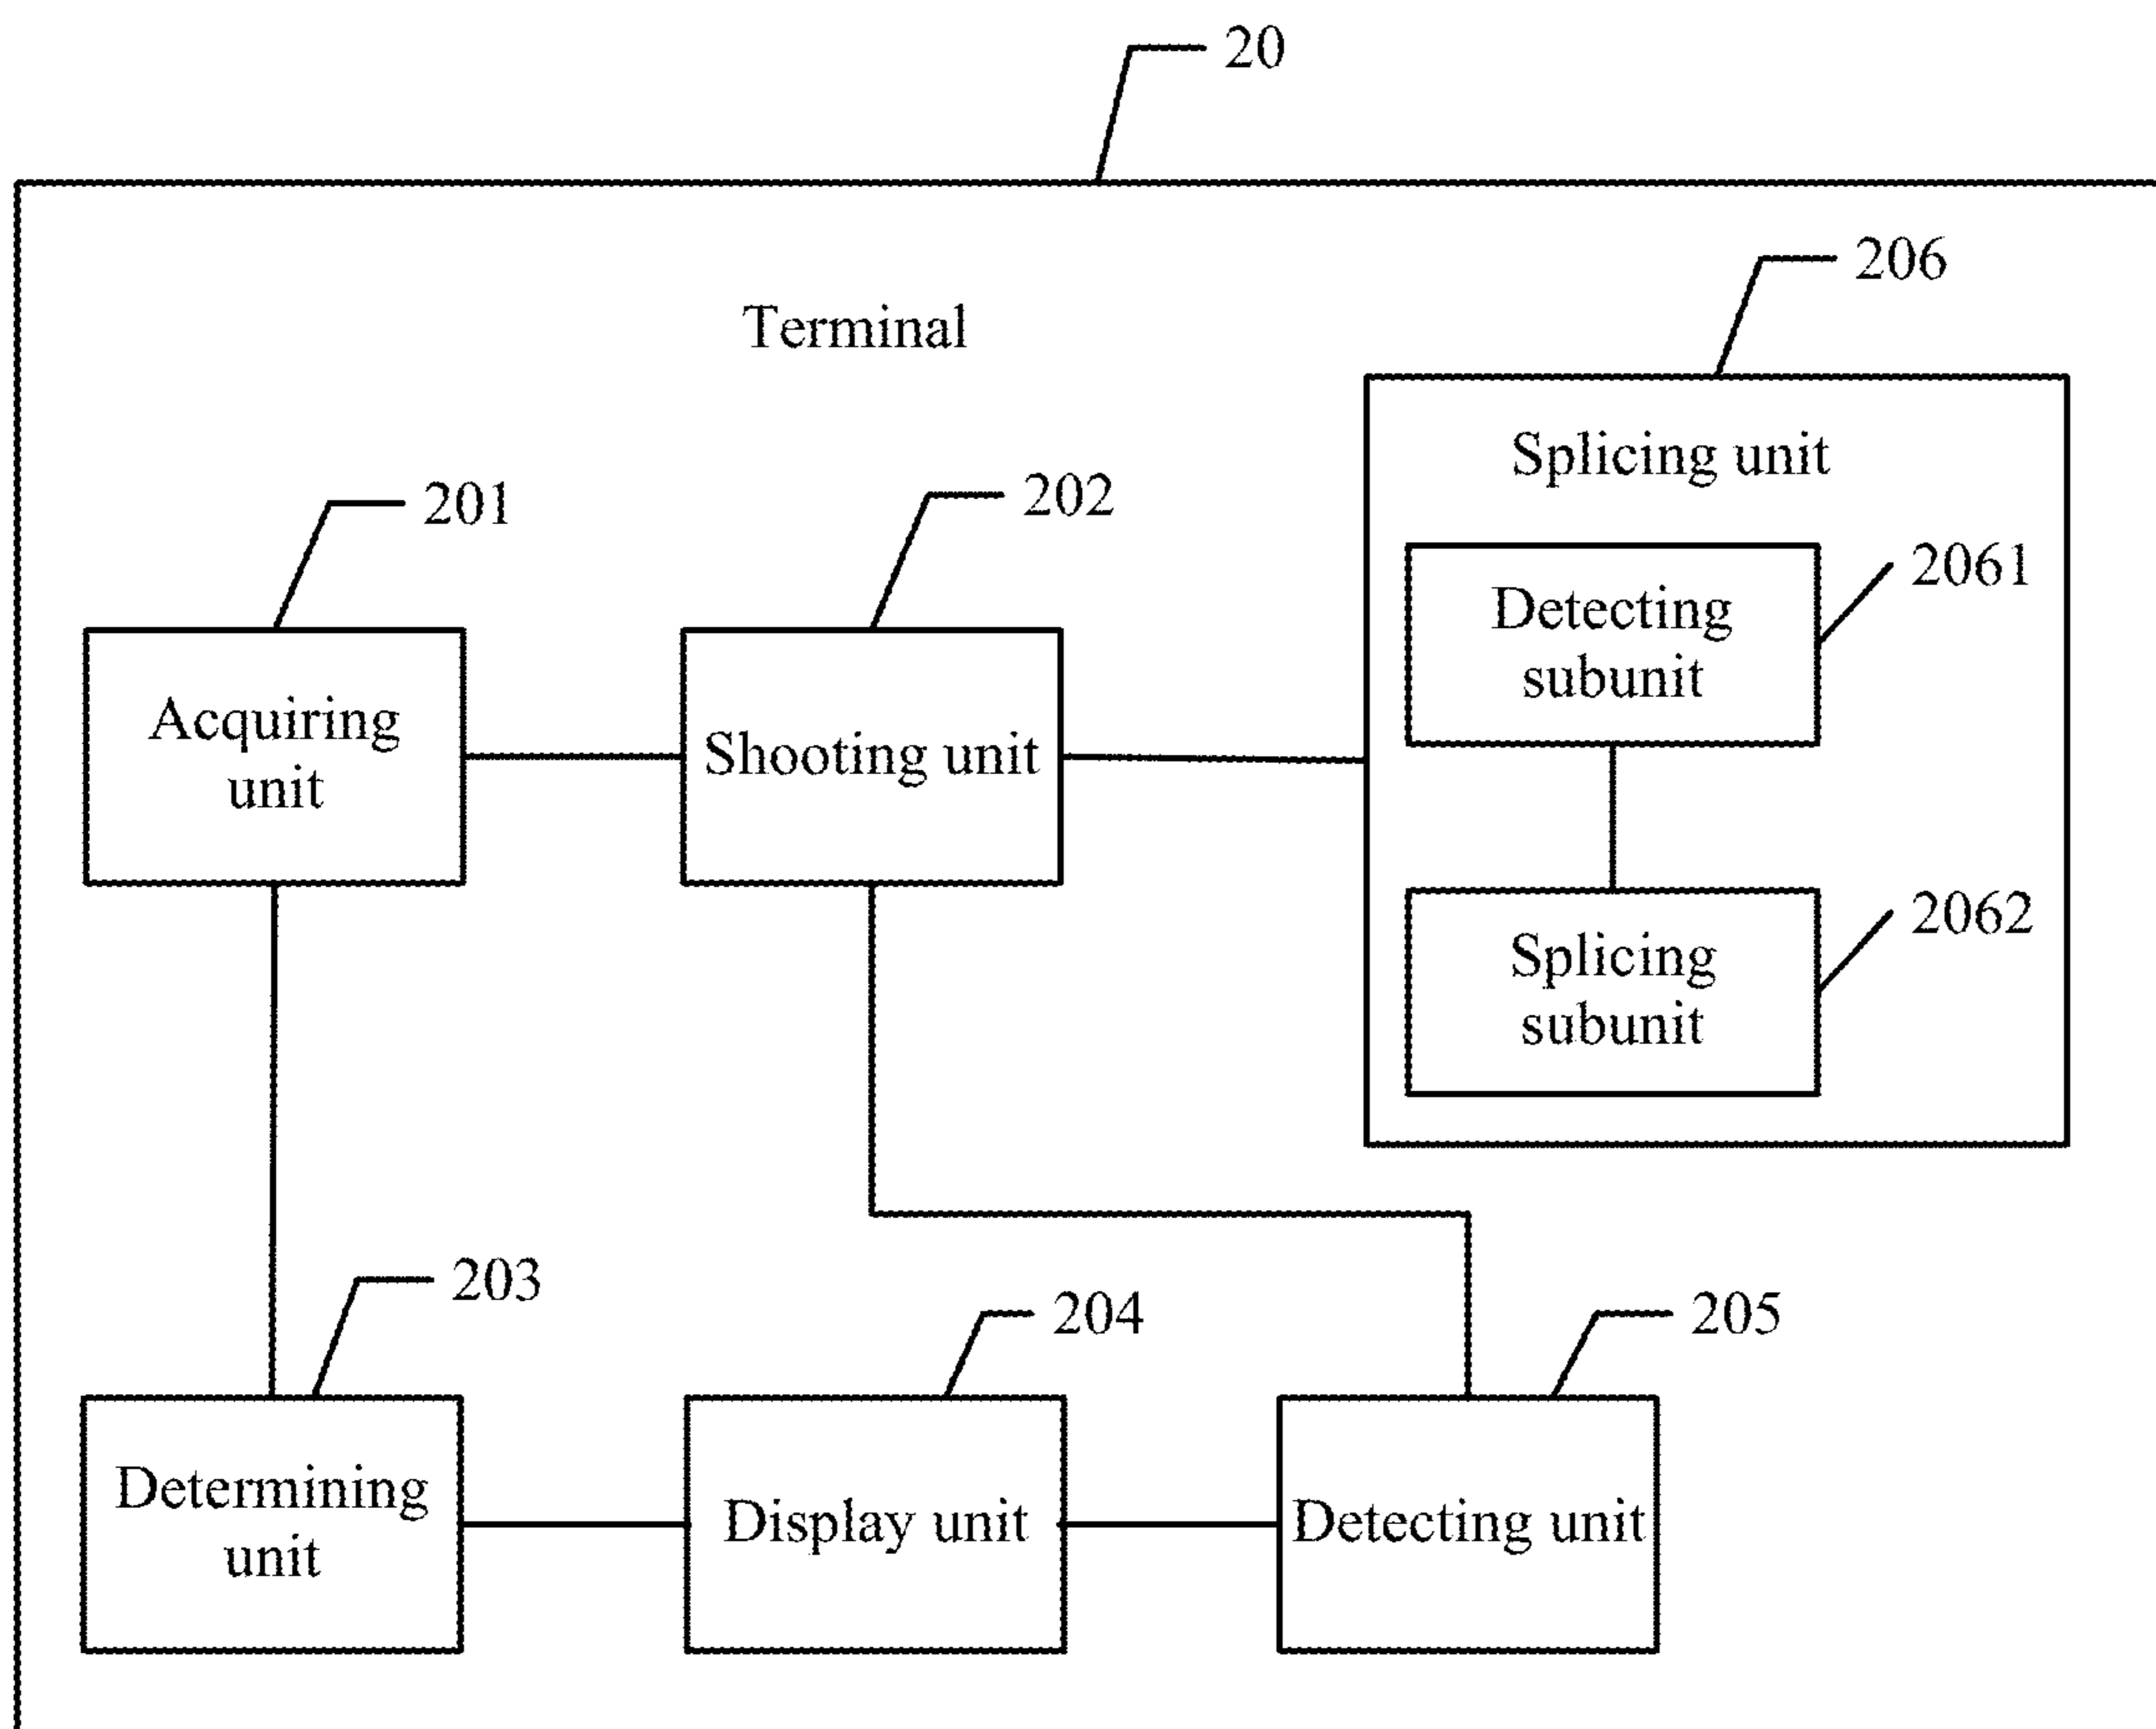 20
Terminal
206
Splicing unit
201
202
2061
Detecting
subunit
Acquiring
unit
Shooting unit
2062
Splicing
subunit
203
204
205
Determining
unit
Display unit
Detecting unit